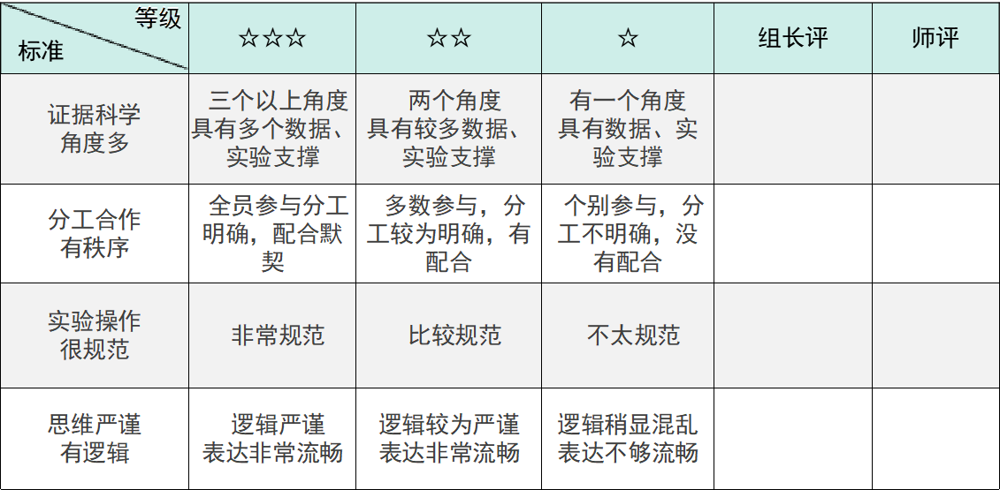 等级
标准
☆☆☆
☆☆
☆
组长评
师评
证据科学
角度多
三个以上角度
具有多个数据、
实验支撑
两个角度
具有较多数据、
实验支撑
有一个角度
具有数据、实
验支撑
分工合作
有秩序
全员参与分工
明确，配合默
契
多数参与，分
工较为明确，有
配合
个别参与，分
工不明确，没
有配合
实验操作
很规范
非常规范
比较规范
不太规范
思维严谨
有逻辑
逻辑严谨
表达非常流畅
逻辑较为严谨
表达非常流畅
逻辑稍显混乱
表达不够流畅